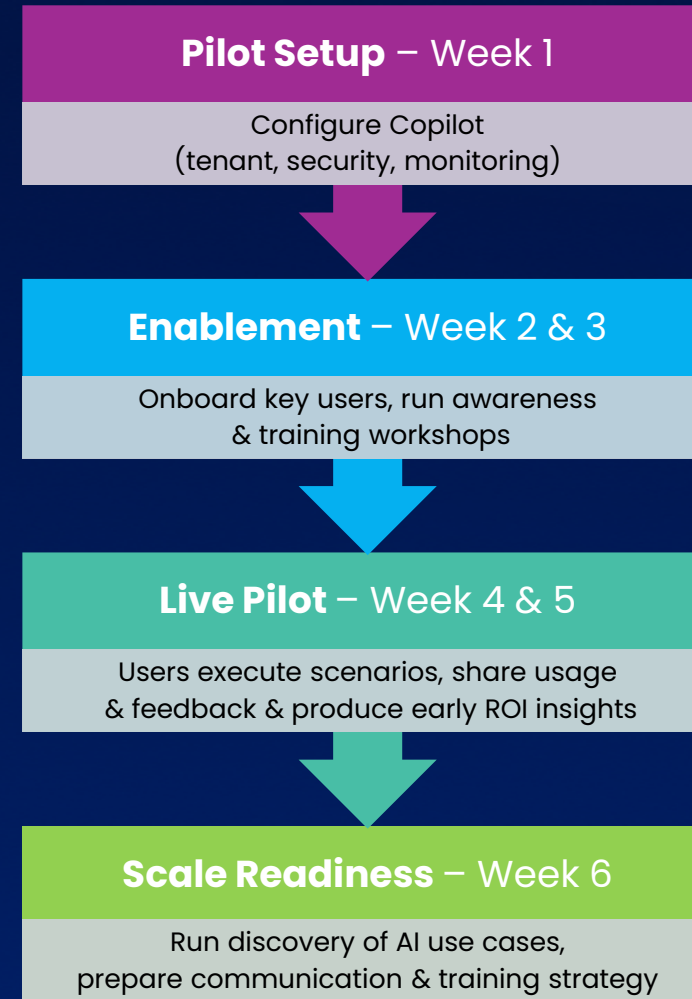 Pilot Setup – Week 1
Configure Copilot
(tenant, security, monitoring)
Enablement – Week 2 & 3
Onboard key users, run awareness
& training workshops
Live Pilot – Week 4 & 5
Users execute scenarios, share usage
& feedback & produce early ROI insights
Scale Readiness – Week 6
Run discovery of AI use cases,
prepare communication & training strategy